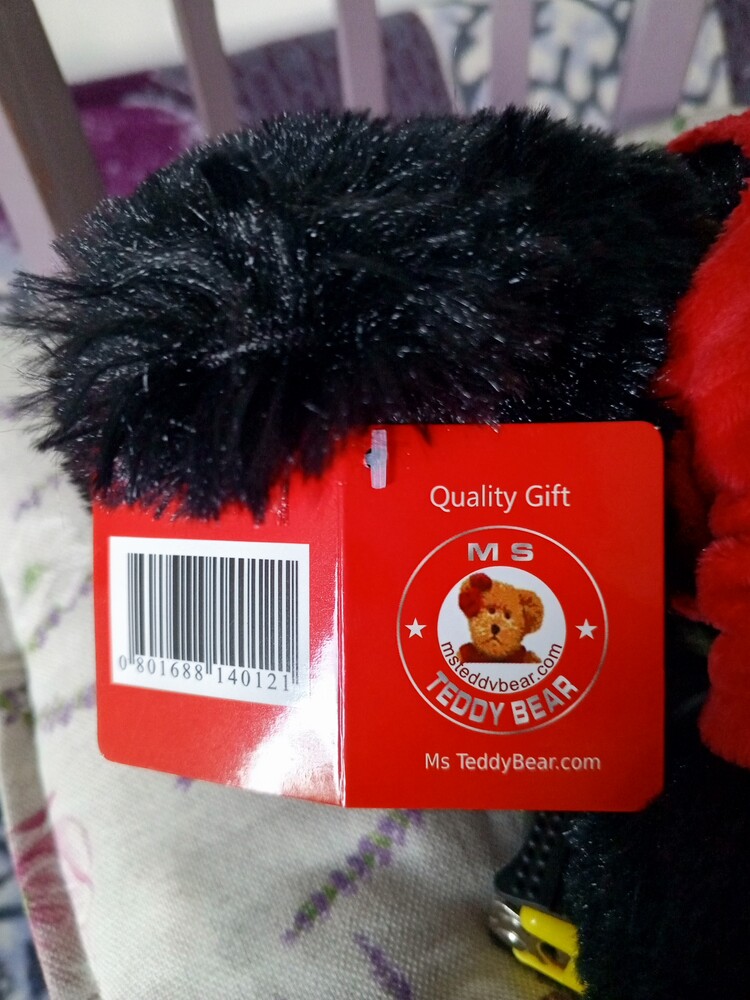 0 801688 140121
Quality Gift
MS
msteddybear.com
TEDDY BEAR
Ms TeddyBear.com